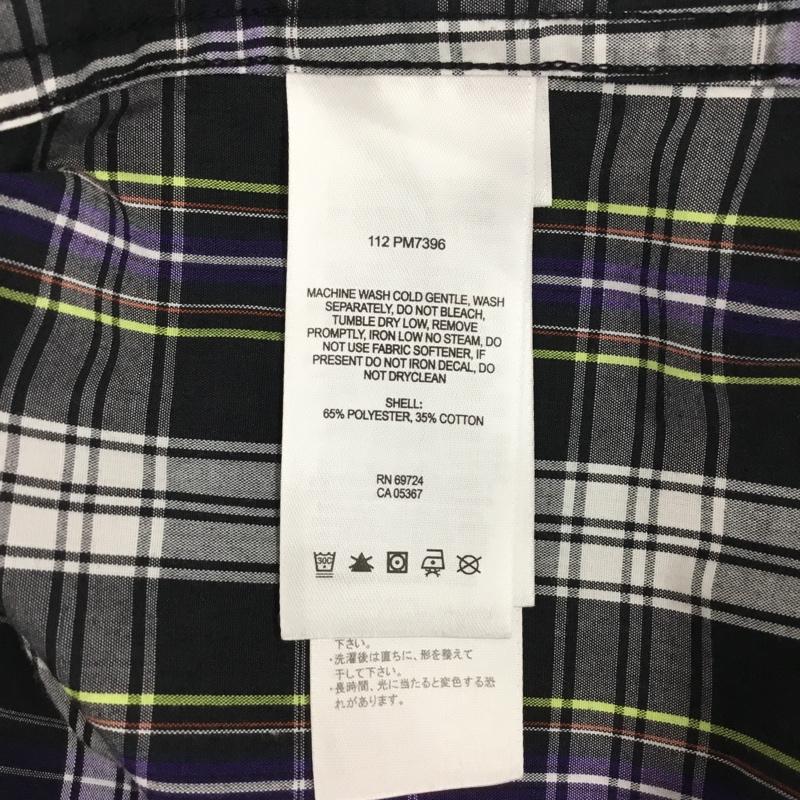 112 PM7396
MACHINE WASH COLD GENTLE, WASH
SEPARATELY, DO NOT BLEACH,
TUMBLE DRY LOW, REMOVE
PROMPTLY, IRON LOW NO STEAM, DO
NOT USE FABRIC SOFTENER, IF
PRESENT DO NOT IRON DECAL, DO
NOT DRYCLEAN
SHELL:
65% POLYESTER, 35% COTTON
RN 69724
CA 05367
30C
下さい。
・洗濯後は直ちに、形を整えて
干して下さい。
・長時間、光に当たると変色する恐
れがあります。